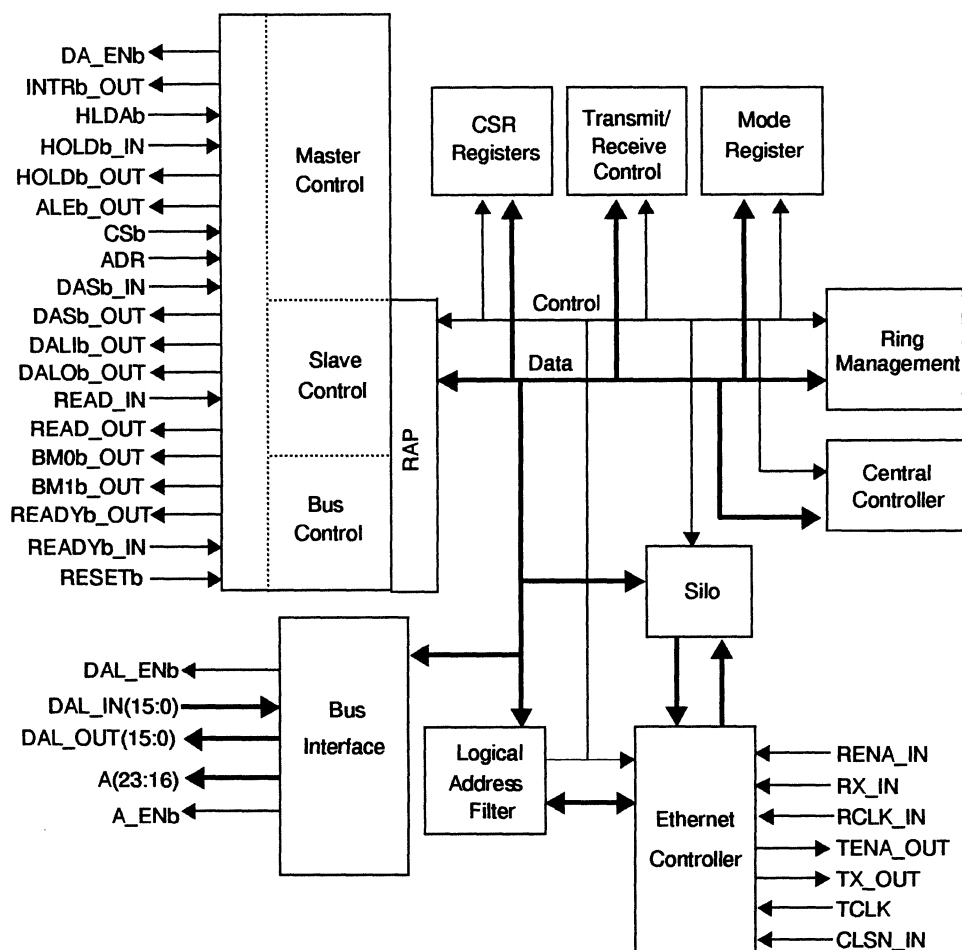 DA_ENb
INTRb_OUT
HLDAb
HOLDb_IN
HOLDb_OUT
ALEb_OUT
CSb
ADR
DASb_IN
DASb_OUT
DALIb_OUT
DALOb_OUT
READ_IN
READ_OUT
BM0b_OUT
BM1b_OUT
READYb_OUT
READYb_IN
RESETb
Master
Control
Slave
Control
Bus
Control
RAP
CSR
Registers
Transmit/
Receive
Control
Mode
Register
Control
Data
Ring
Management
Central
Controller
Silo
DAL_ENb
DAL_IN(15:0)
DAL_OUT(15:0)
A(23:16)
A_ENb
Bus
Interface
Logical
Address
Filter
Ethernet
Controller
RENA_IN
RX_IN
RCLK_IN
TENA_OUT
TX_OUT
TCLK
CLSN_IN